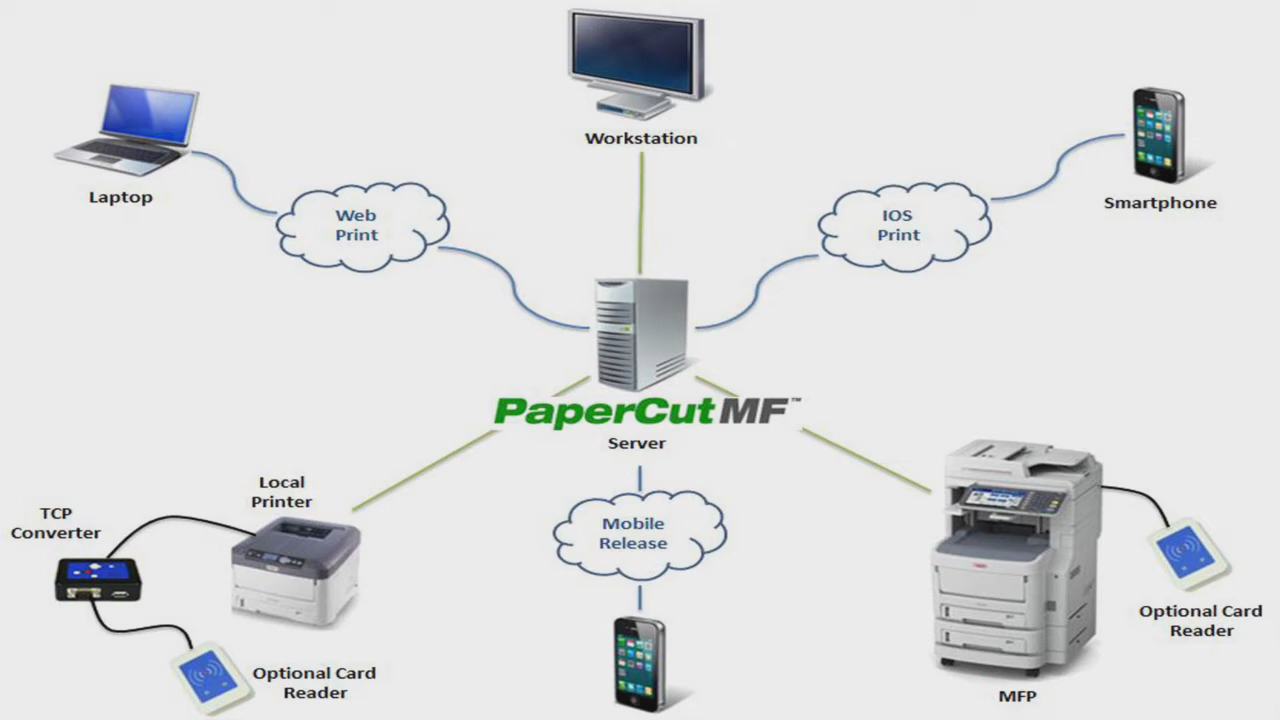 Workstation
Laptop
Smartphone
Web
Print
IOS
Print
PaperCut MF™
Server
Local
Printer
TCP
Converter
Mobile
Release
Optional Card
Reader
Optional Card
Reader
MFP